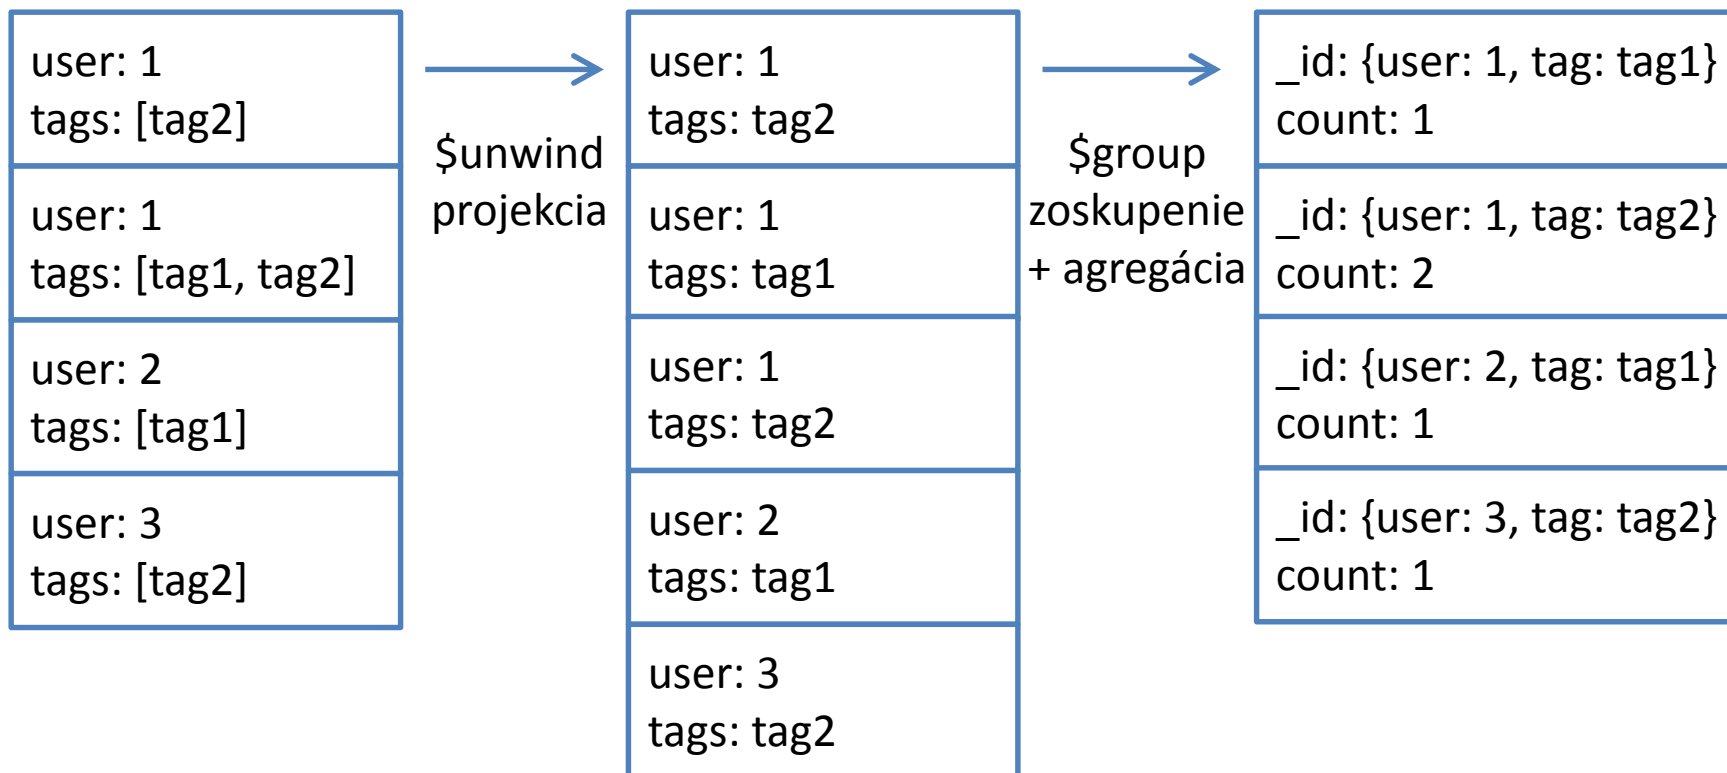 user: 1
tags: [tag2]
user: 1
tags: [tag1, tag2]
user: 2
tags: [tag1]
user: 3
tags: [tag2]
$unwind
projekcia
user: 1
tags: tag2
user: 1
tags: tag1
user: 1
tags: tag2
user: 2
tags: tag1
user: 3
tags: tag2
$group
zoskupenie
+ agregácia
_id: {user: 1, tag: tag1}
count: 1
_id: {user: 1, tag: tag2}
count: 2
_id: {user: 2, tag: tag1}
count: 1
_id: {user: 3, tag: tag2}
count: 1